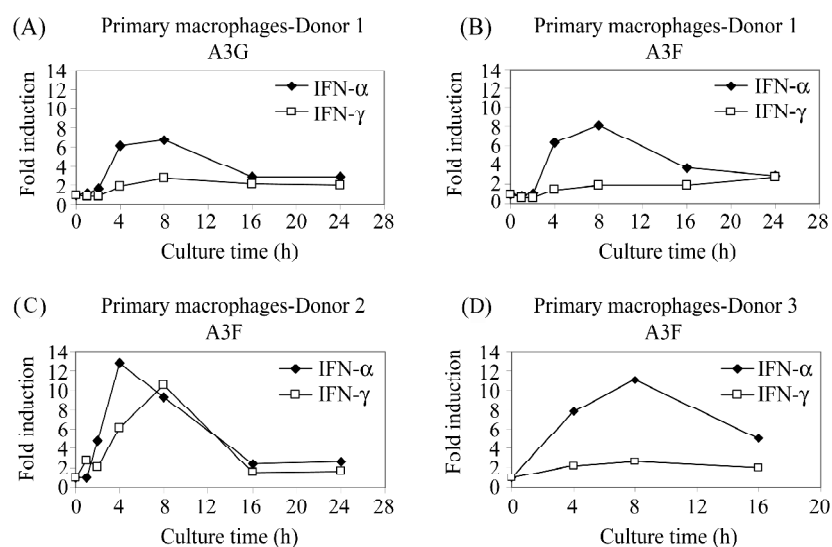 (A) Primary macrophages-Donor 1
A3G
Fold induction
14
12
10
8
6
4
2
0
IFN-α
IFN-γ
0 4 8 12 16 20 24 28
Culture time (h)
(B) Primary macrophages-Donor 1
A3F
Fold induction
14
12
10
8
6
4
2
0
IFN-α
IFN-γ
0 4 8 12 16 20 24 28
Culture time (h)
(C) Primary macrophages-Donor 2
A3F
Fold induction
14
12
10
8
6
4
2
0
IFN-α
IFN-γ
0 4 8 12 16 20 24 28
Culture time (h)
(D) Primary macrophages-Donor 3
A3F
Fold induction
14
12
10
8
6
4
2
0
IFN-α
IFN-γ
0 4 8 12 16 20
Culture time (h)